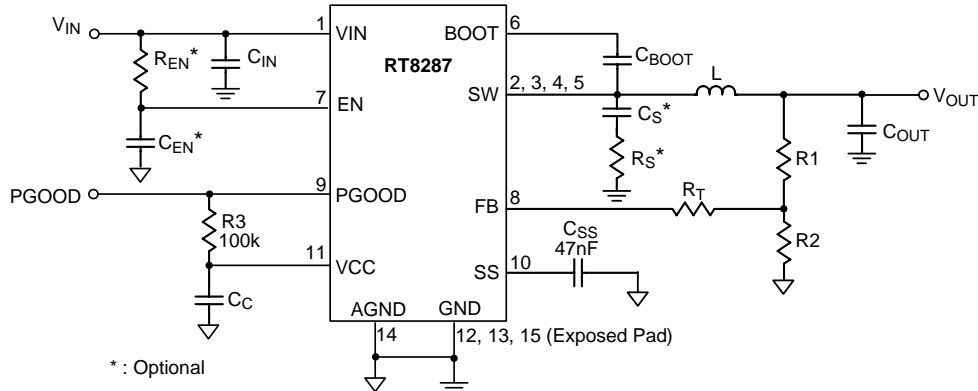 VIN
1
VIN
BOOT
6
REN*
CIN
RT8287
CBOOT
7
EN
SW
2, 3, 4, 5
L
VOUT
CEN*
CS*
COUT
RS*
R1
PGOOD
9
PGOOD
FB
8
RT
R3
100k
CSS
47nF
R2
11
VCC
SS
10
CC
AGND
GND
14
12, 13, 15 (Exposed Pad)
* : Optional